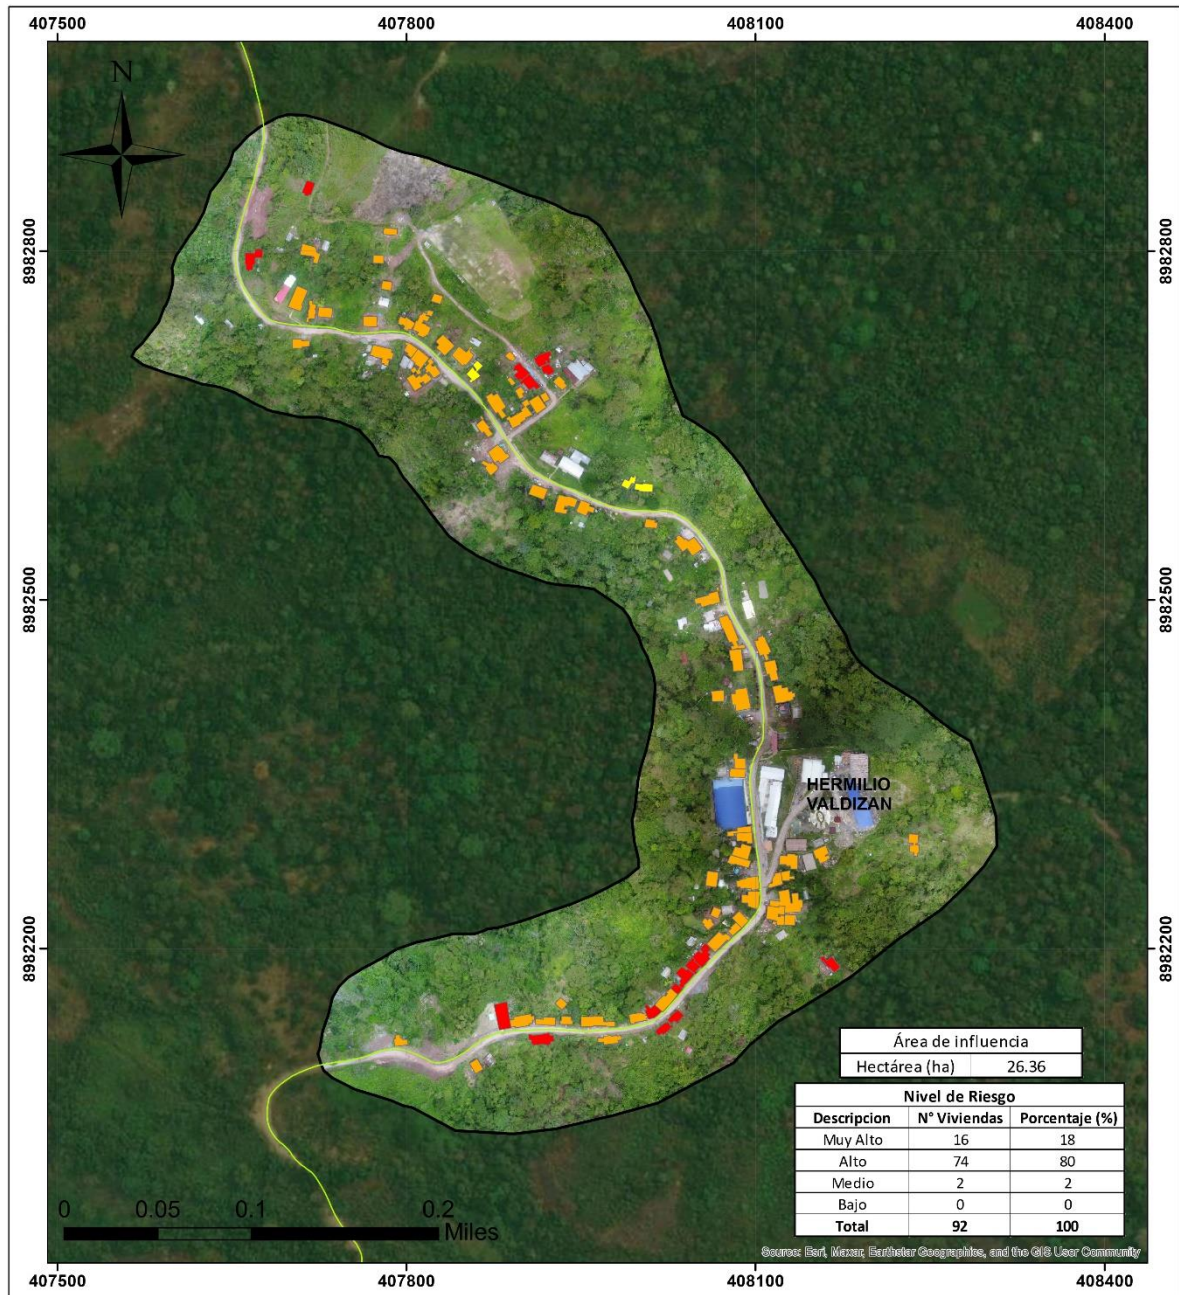 407500 407800 408100 408400
N
8982800 8982800
8982500 8982500
HERMILIO
VALDIZAN
8982200 8982200
Área de influencia
Hectárea (ha) 26.36
Nivel de Riesgo
Descripcion N° Viviendas Porcentaje (%)
Muy Alto 16 18
Alto 74 80
Medio 2 2
Bajo 0 0
Total 92 100
0 0.05 0.1 0.2
Miles
Source: Esri, Maxar, Earthstar Geographics, and the GIS User Community
407500 407800 408100 408400